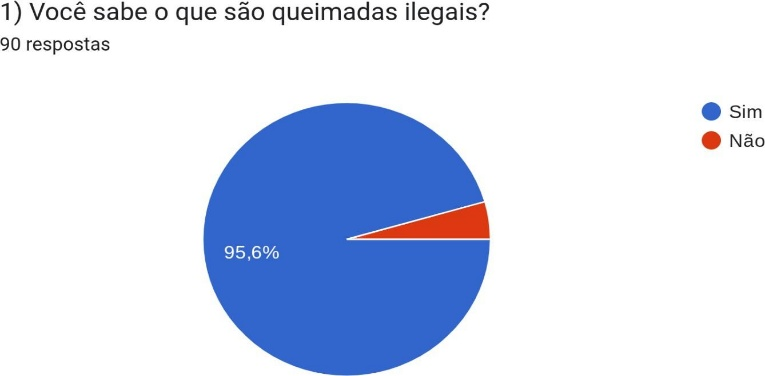 1) Você sabe o que são queimadas ilegais?
90 respostas
Sim
Não
95,6%